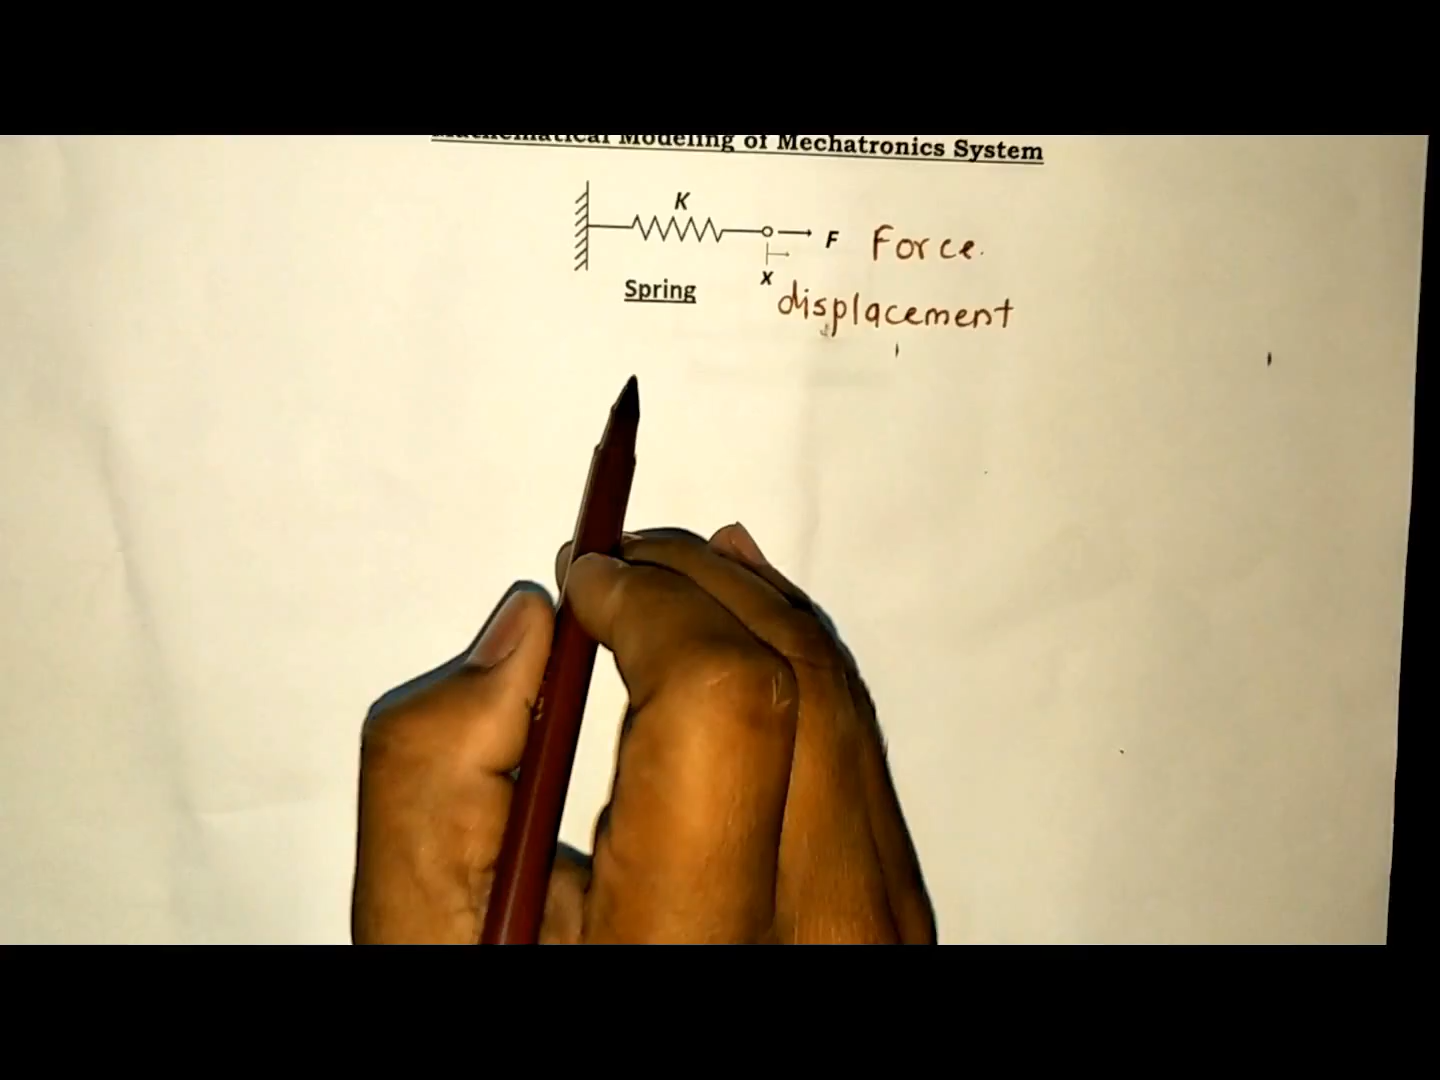 Mathematical Modeling of Mechatronics System
K
F Force.
x displacement
Spring